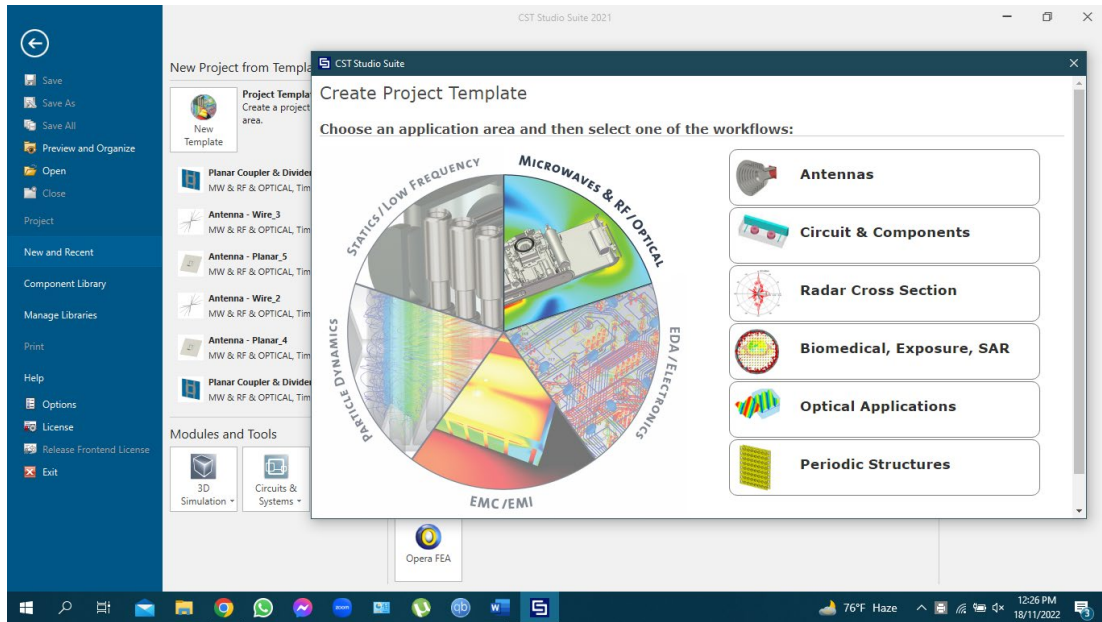 CST Studio Suite 2021
Save
Save As
Save All
Preview and Organize
Open
Close
Project
New and Recent
Component Library
Manage Libraries
Print
Help
Options
License
Release Frontend License
Exit
New Project from Templa
New
Template
Project Templa
Create a project
area.
Planar Coupler & Divider
MW & RF & OPTICAL, Tim
Antenna - Wire_3
MW & RF & OPTICAL, Tim
Antenna - Planar_5
MW & RF & OPTICAL, Tim
Antenna - Wire_2
MW & RF & OPTICAL, Tim
Antenna - Planar_4
MW & RF & OPTICAL, Tim
Planar Coupler & Divider
MW & RF & OPTICAL, Tim
Modules and Tools
3D
Simulation
Circuits &
Systems
Opera FEA
CST Studio Suite
Create Project Template
Choose an application area and then select one of the workflows:
STATICS / LOW FREQUENCY
MICROWAVES & RF / OPTICAL
EDA / ELECTRONICS
EMC / EMI
PARTICLE DYNAMICS
Antennas
Circuit & Components
Radar Cross Section
Biomedical, Exposure, SAR
Optical Applications
Periodic Structures
zoom
qb
W
76°F Haze
12:26 PM
18/11/2022
3